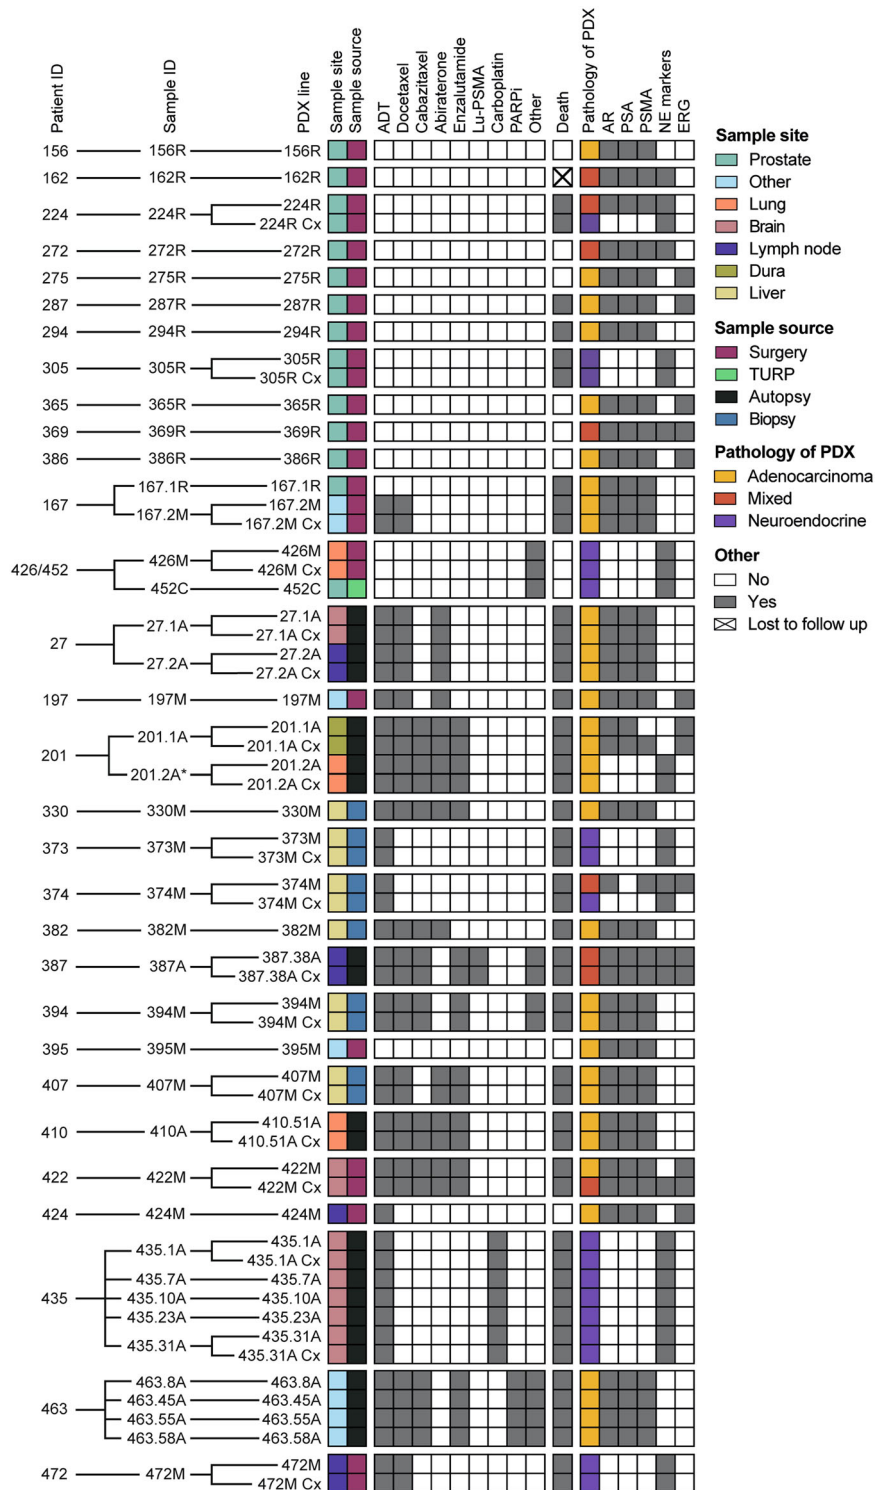 Patient ID
Sample ID
PDX line
Sample site
Sample source
ADT
Docetaxel
Cabazitaxel
Abiraterone
Enzalutamide
Lu-PSMA
Carboplatin
PARPi
Other
Death
Pathology of PDX
AR
PSA
PSMA
NE markers
ERG
156 156R 156R
162 162R 162R
224 224R 224R
224R Cx
272 272R 272R
275 275R 275R
287 287R 287R
294 294R 294R
305 305R 305R
305R Cx
365 365R 365R
369 369R 369R
386 386R 386R
167 167.1R 167.1R
167.2M 167.2M
167.2M Cx
426/452 426M 426M
426M Cx
452C 452C
27 27.1A 27.1A
27.1A Cx
27.2A 27.2A
27.2A Cx
197 197M 197M
201 201.1A 201.1A
201.1A Cx
201.2A* 201.2A
201.2A Cx
330 330M 330M
373 373M 373M
373M Cx
374 374M 374M
374M Cx
382 382M 382M
387 387A 387.38A
387.38A Cx
394 394M 394M
394M Cx
395 395M 395M
407 407M 407M
407M Cx
410 410A 410.51A
410.51A Cx
422 422M 422M
422M Cx
424 424M 424M
435 435.1A 435.1A
435.1A Cx
435.7A 435.7A
435.10A 435.10A
435.23A 435.23A
435.31A 435.31A
435.31A Cx
463 463.8A 463.8A
463.45A 463.45A
463.55A 463.55A
463.58A 463.58A
472 472M 472M
472M Cx
Sample site
Prostate
Other
Lung
Brain
Lymph node
Dura
Liver
Sample source
Surgery
TURP
Autopsy
Biopsy
Pathology of PDX
Adenocarcinoma
Mixed
Neuroendocrine
Other
No
Yes
Lost to follow up